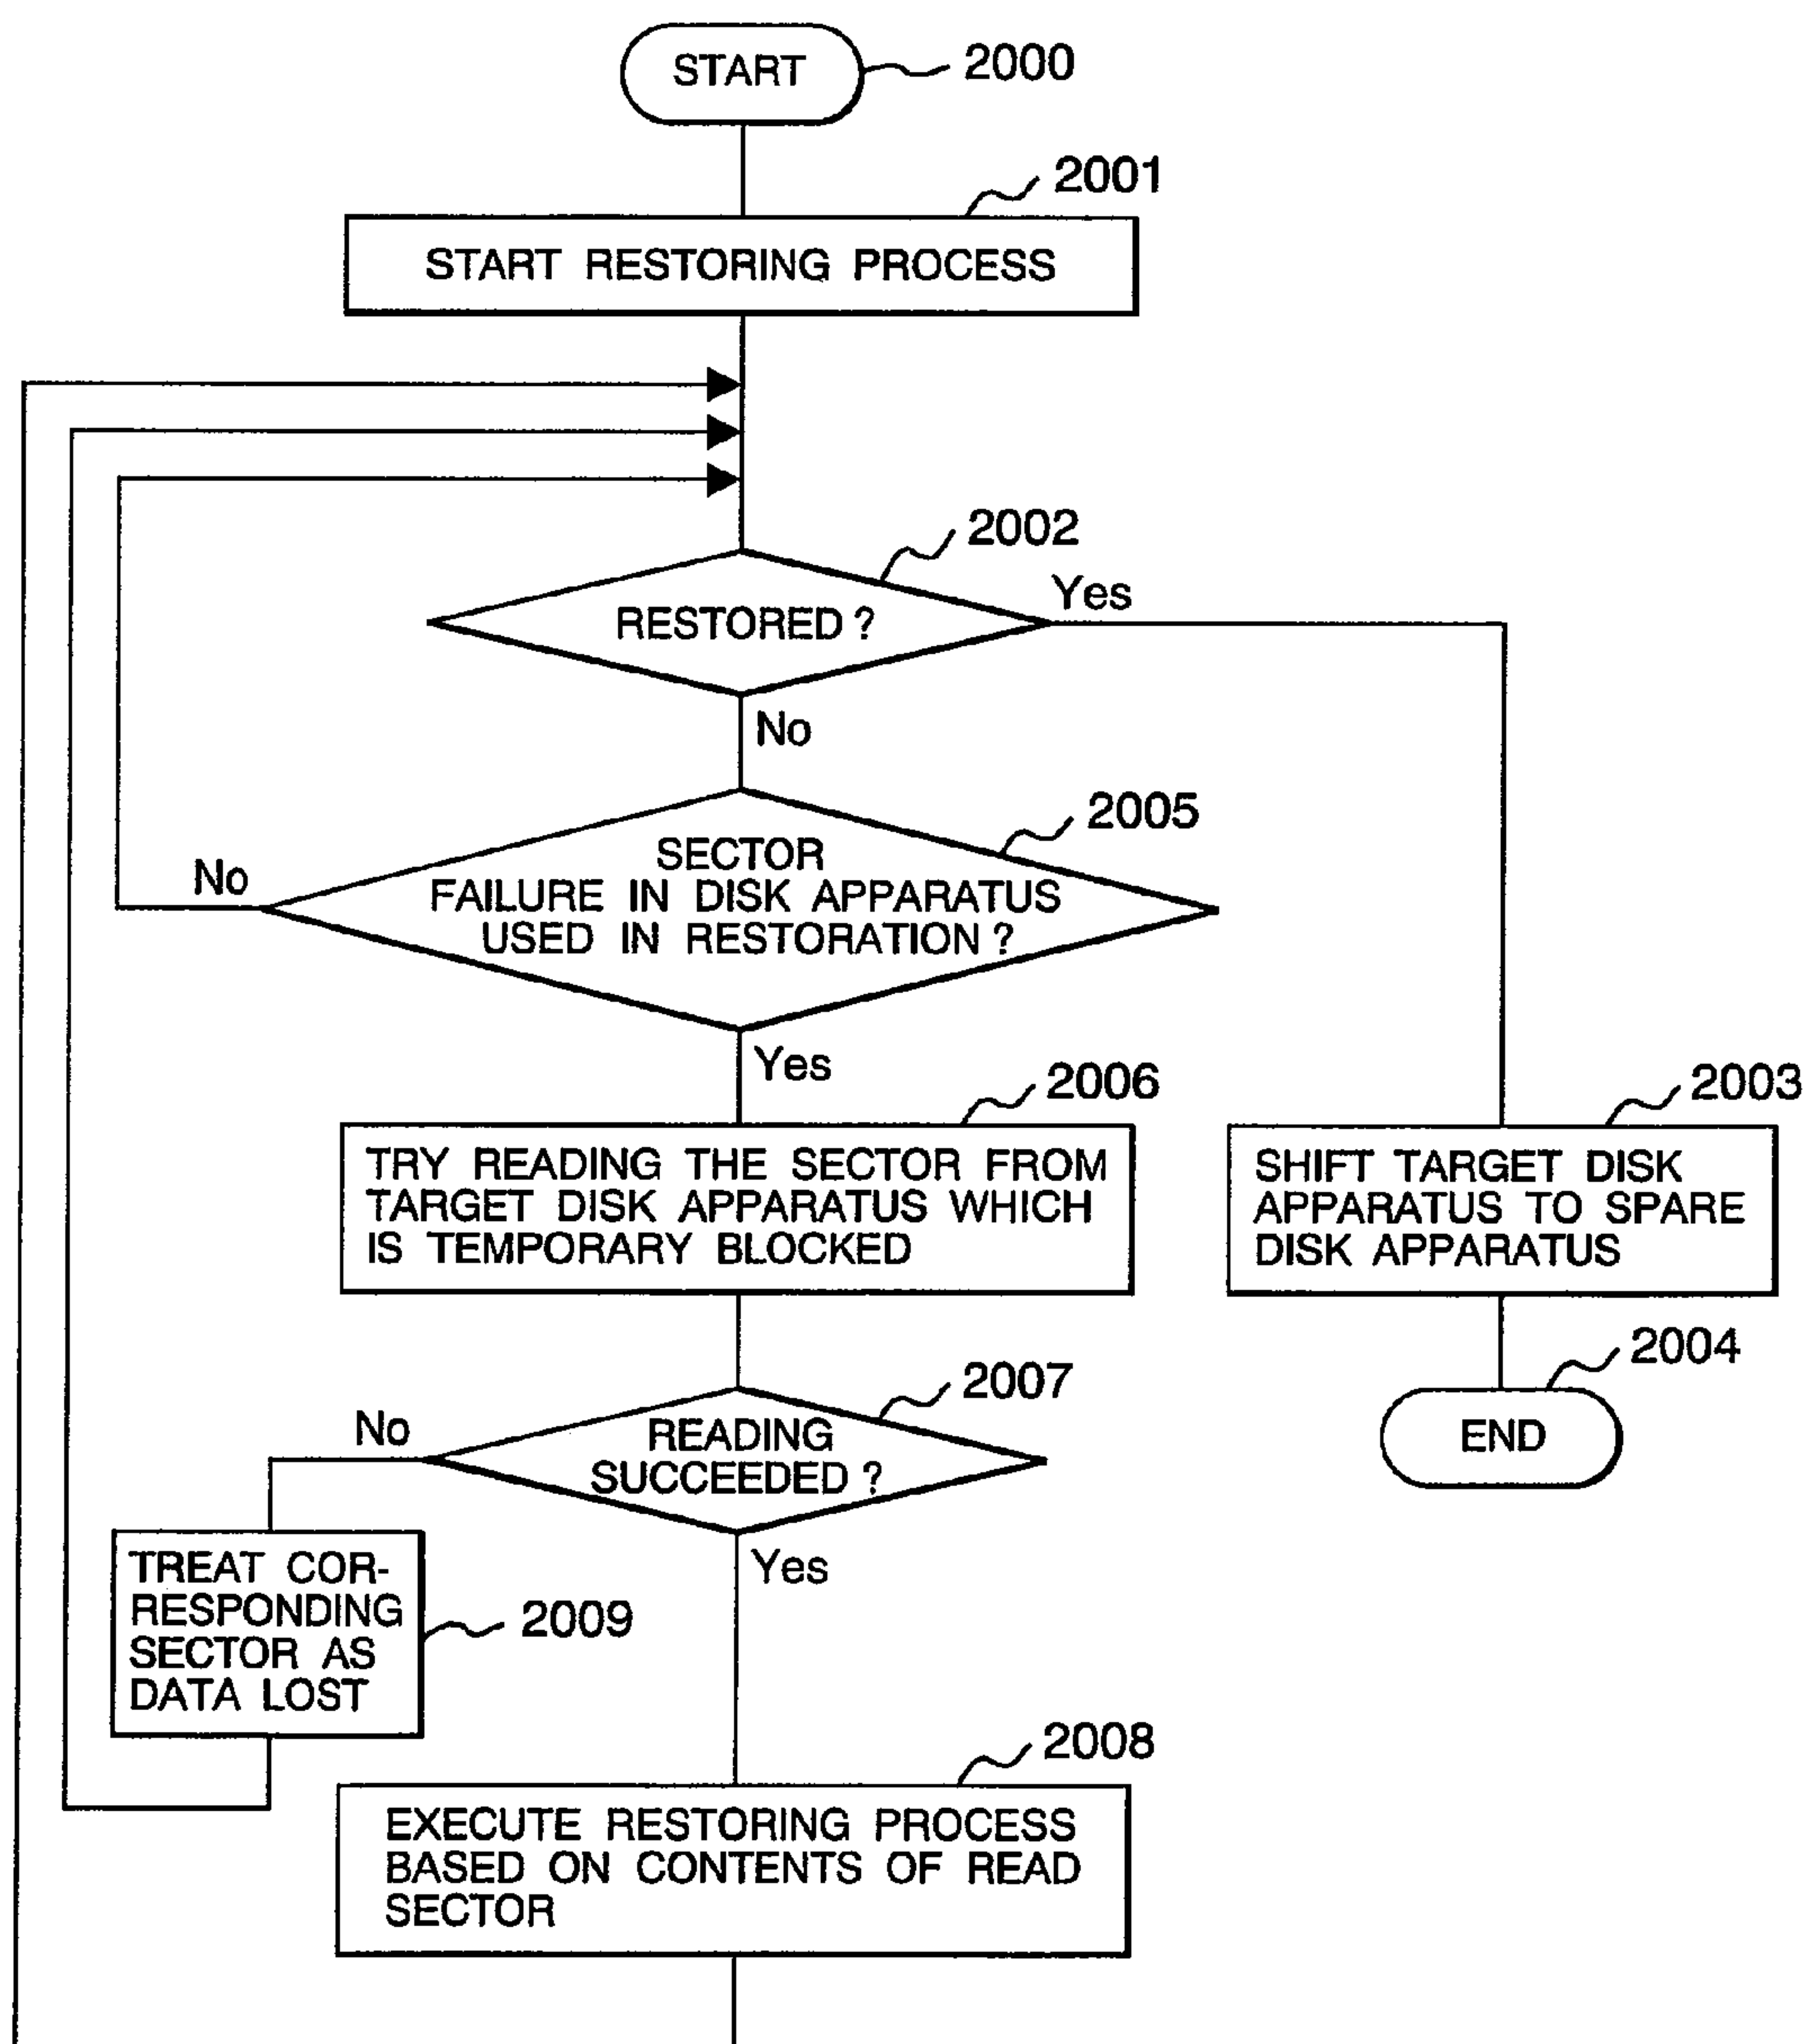 START
2000
2001
START RESTORING PROCESS
2002
RESTORED ?
Yes
No
2005
SECTOR
FAILURE IN DISK APPARATUS
USED IN RESTORATION ?
No
Yes
2006
TRY READING THE SECTOR FROM
TARGET DISK APPARATUS WHICH
IS TEMPORARY BLOCKED
2003
SHIFT TARGET DISK
APPARATUS TO SPARE
DISK APPARATUS
2004
END
2007
READING
SUCCEEDED ?
No
Yes
TREAT COR-
RESPONDING
SECTOR AS
DATA LOST
2009
2008
EXECUTE RESTORING PROCESS
BASED ON CONTENTS OF READ
SECTOR